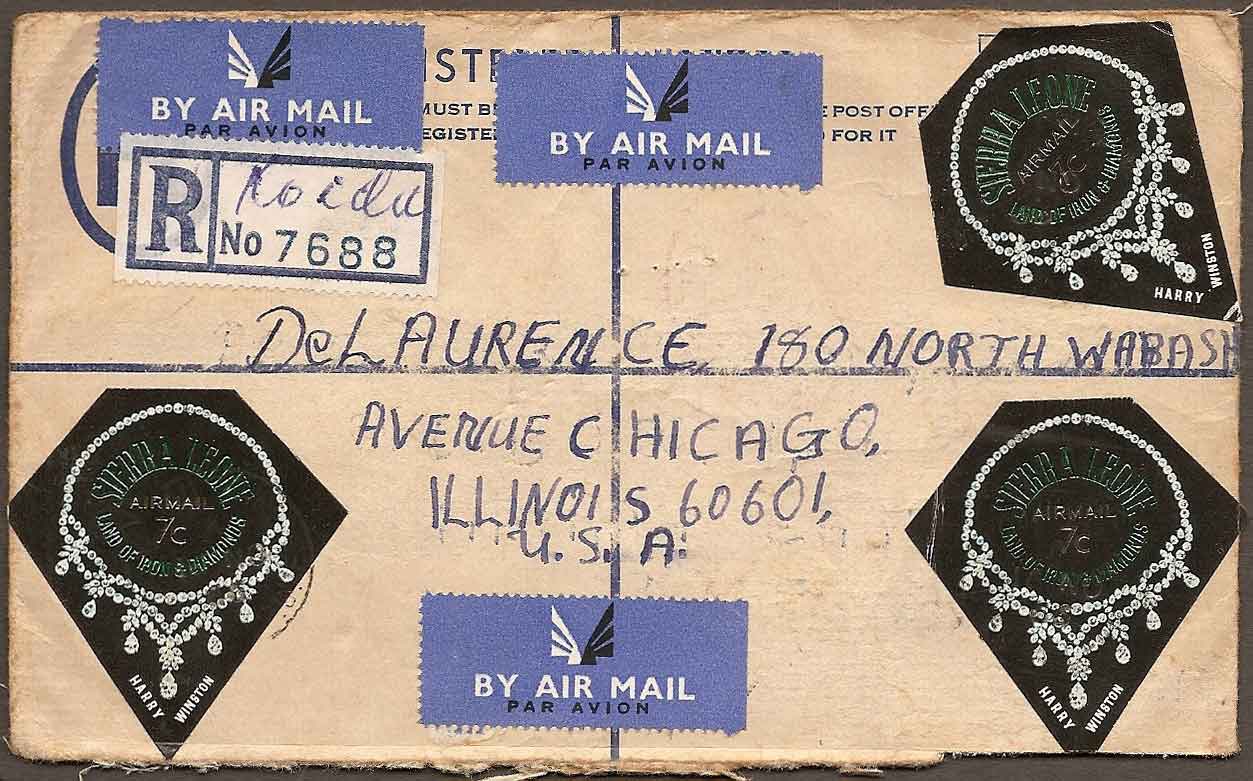 BY AIR MAIL
PAR AVION
BY AIR MAIL
PAR AVION
MUST BE
POST OFF
REGISTE
FOR IT
R Koidu
No 7688
SIERRA LEONE
AIRMAIL
7c
LAND OF IRON & DIAMONDS
HARRY WINSTON
DeLAURENCE 180 NORTH WABASH
AVENUE CHICAGO,
ILLINOIS 60601,
U.S.A.
SIERRA LEONE
AIRMAIL
7c
LAND OF IRON & DIAMONDS
HARRY WINSTON
SIERRA LEONE
AIRMAIL
7c
LAND OF IRON & DIAMONDS
HARRY WINSTON
BY AIR MAIL
PAR AVION